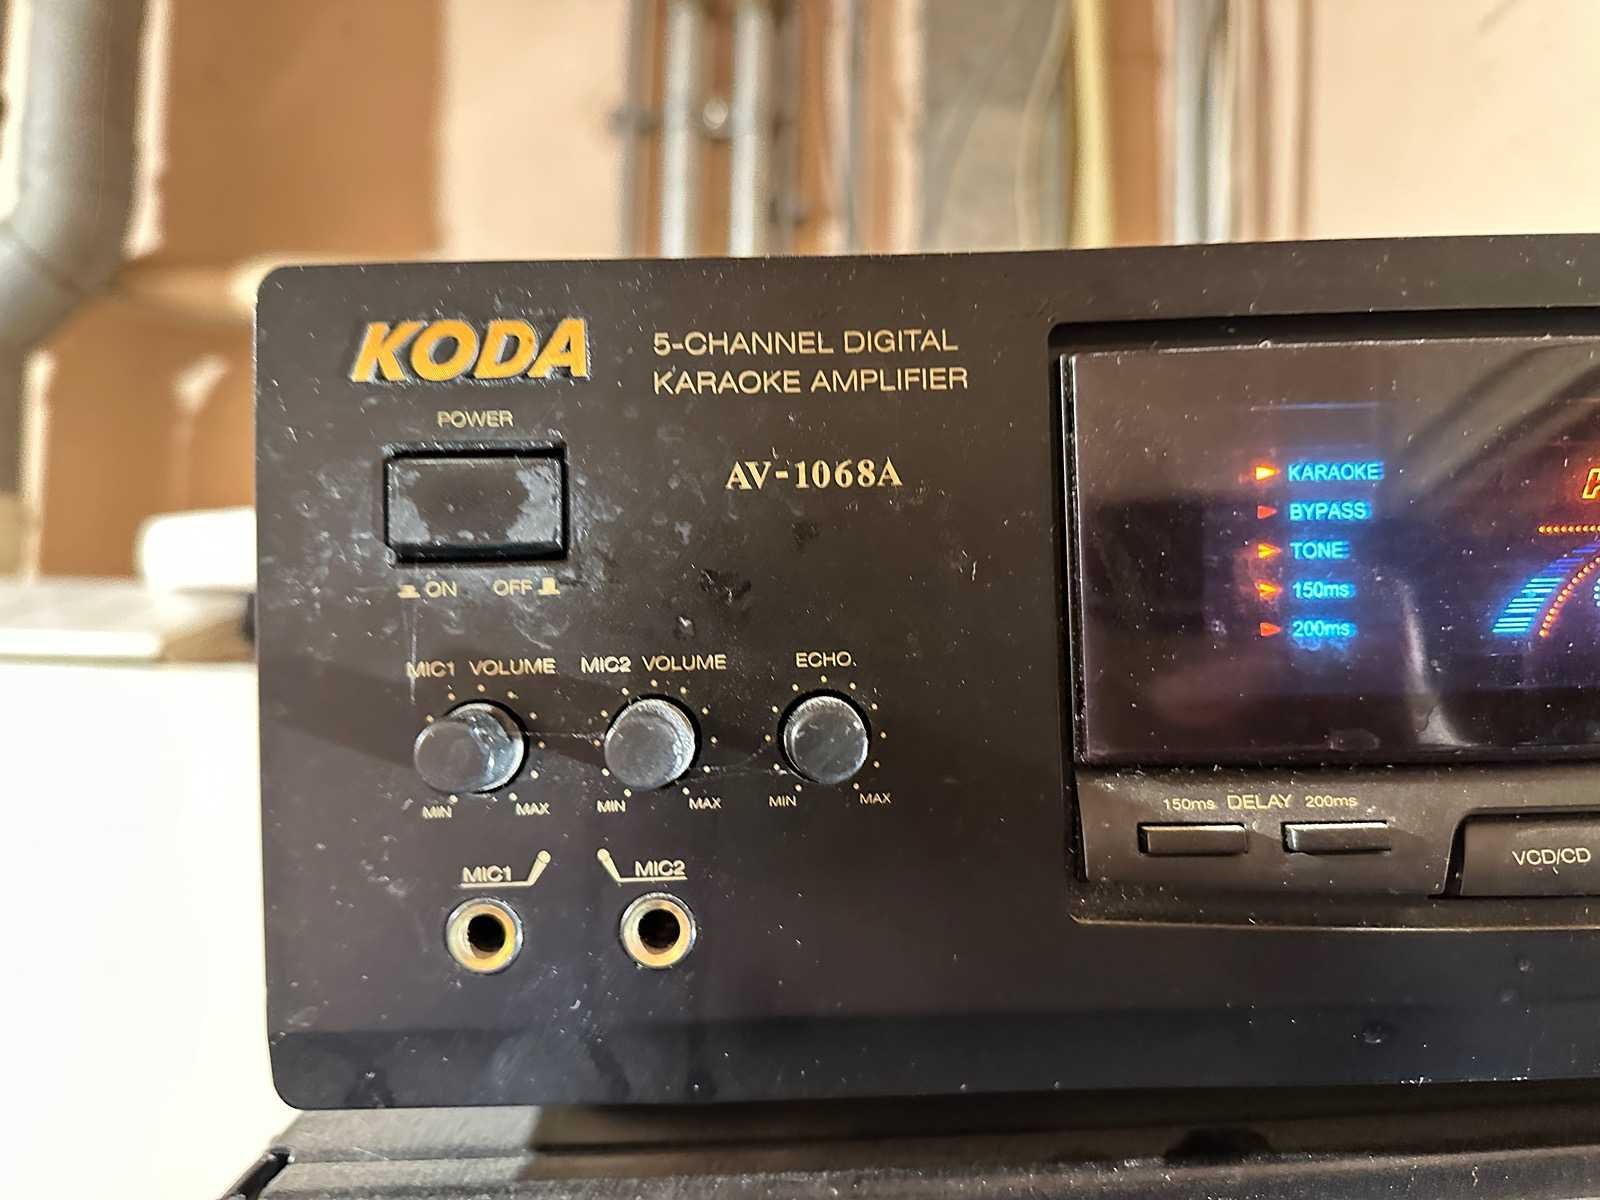 KODA
5-CHANNEL DIGITAL
KARAOKE AMPLIFIER
POWER
AV-1068A
ON OFF
KARAOKE
BYPASS
TONE
150ms
200ms
MIC1 VOLUME MIC2 VOLUME ECHO
MIN MAX MIN MAX MIN MAX
150ms DELAY 200ms
VCD/CD
MIC1 MIC2